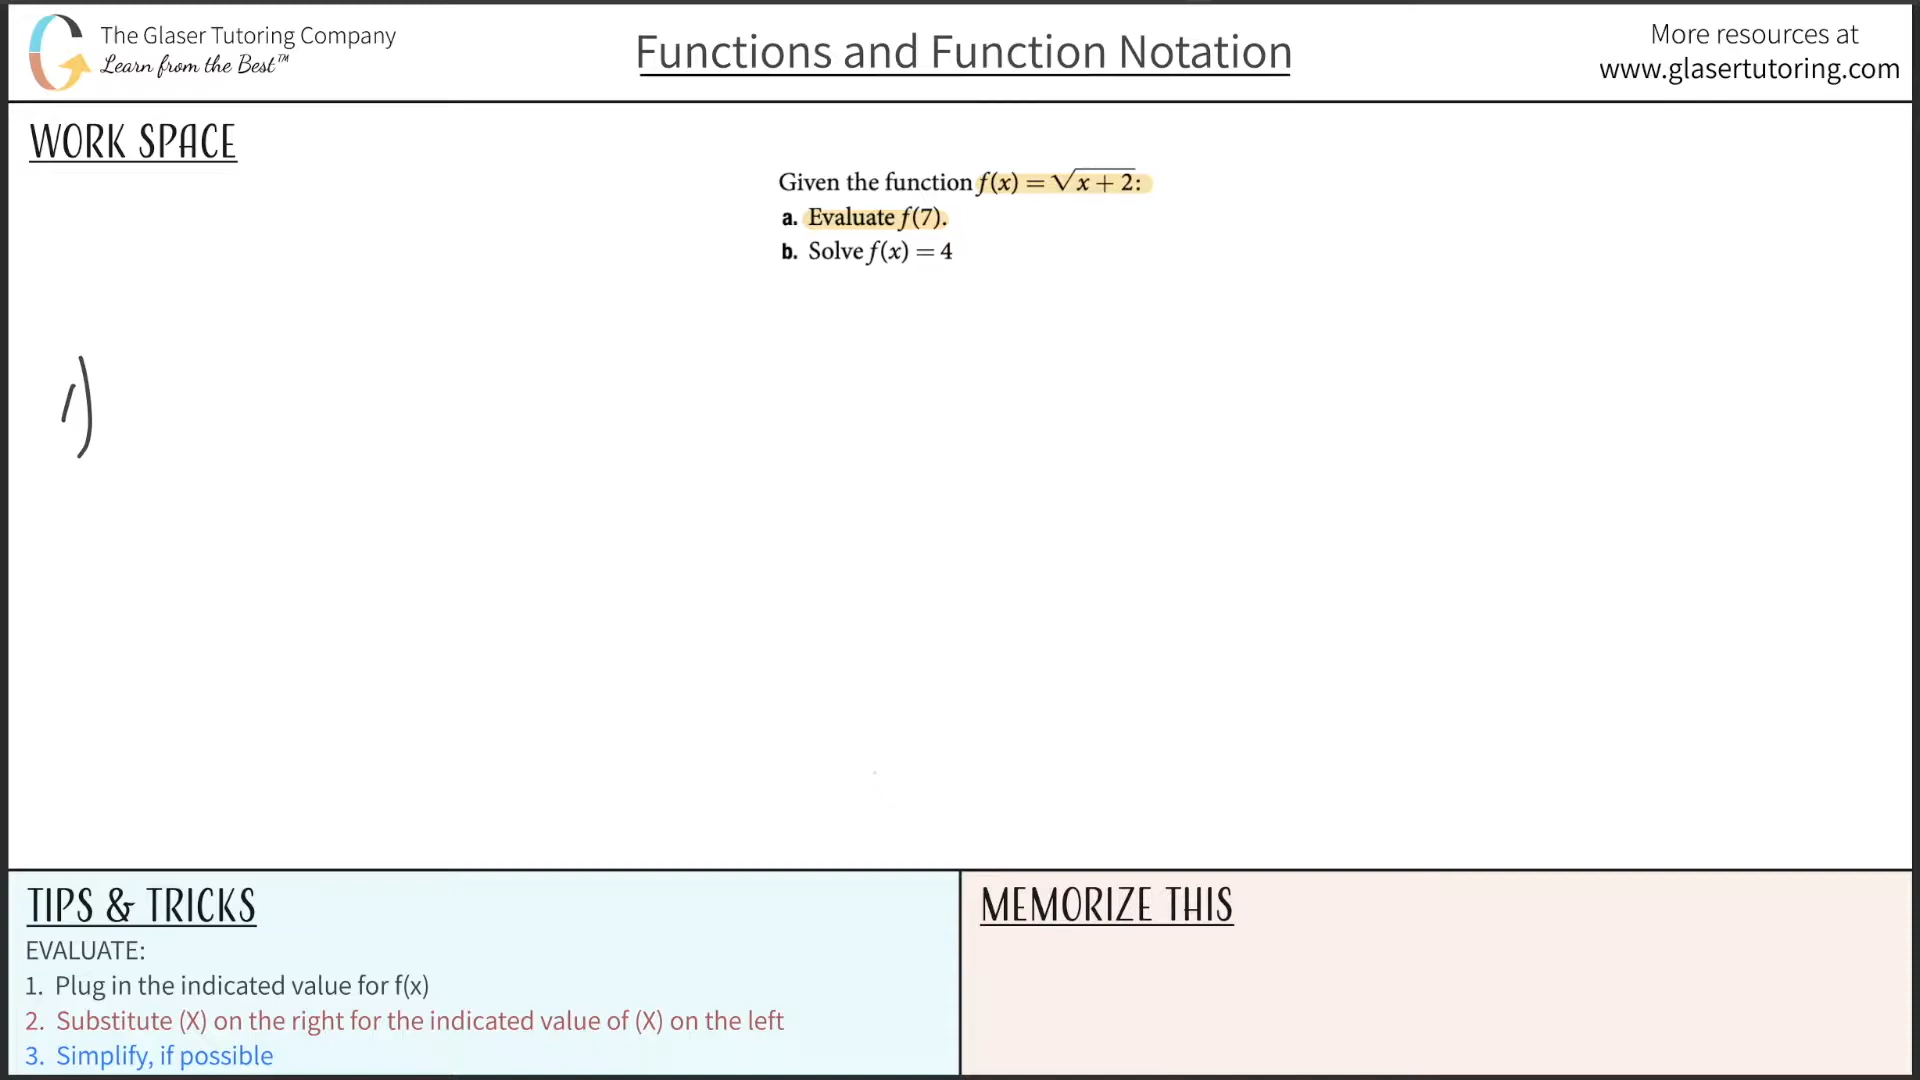 The Glaser Tutoring Company
Learn from the Best™
Functions and Function Notation
More resources at
www.glasertutoring.com
WORK SPACE
Given the function f(x) = √x + 2:
a. Evaluate f(7).
b. Solve f(x) = 4
1)
TIPS & TRICKS
EVALUATE:
1. Plug in the indicated value for f(x)
2. Substitute (X) on the right for the indicated value of (X) on the left
3. Simplify, if possible
MEMORIZE THIS